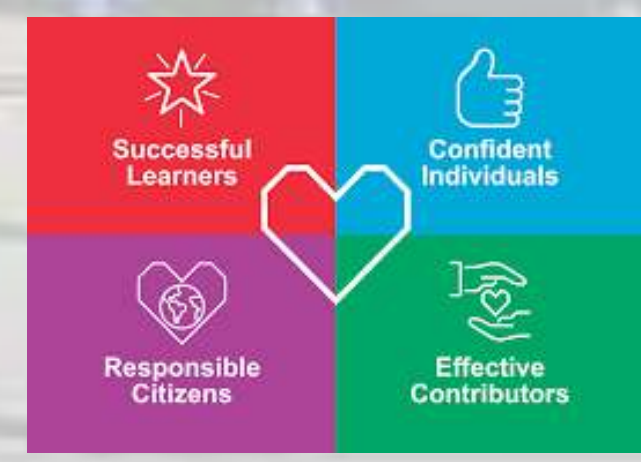 Successful
Learners
Confident
Individuals
Responsible
Citizens
Effective
Contributors